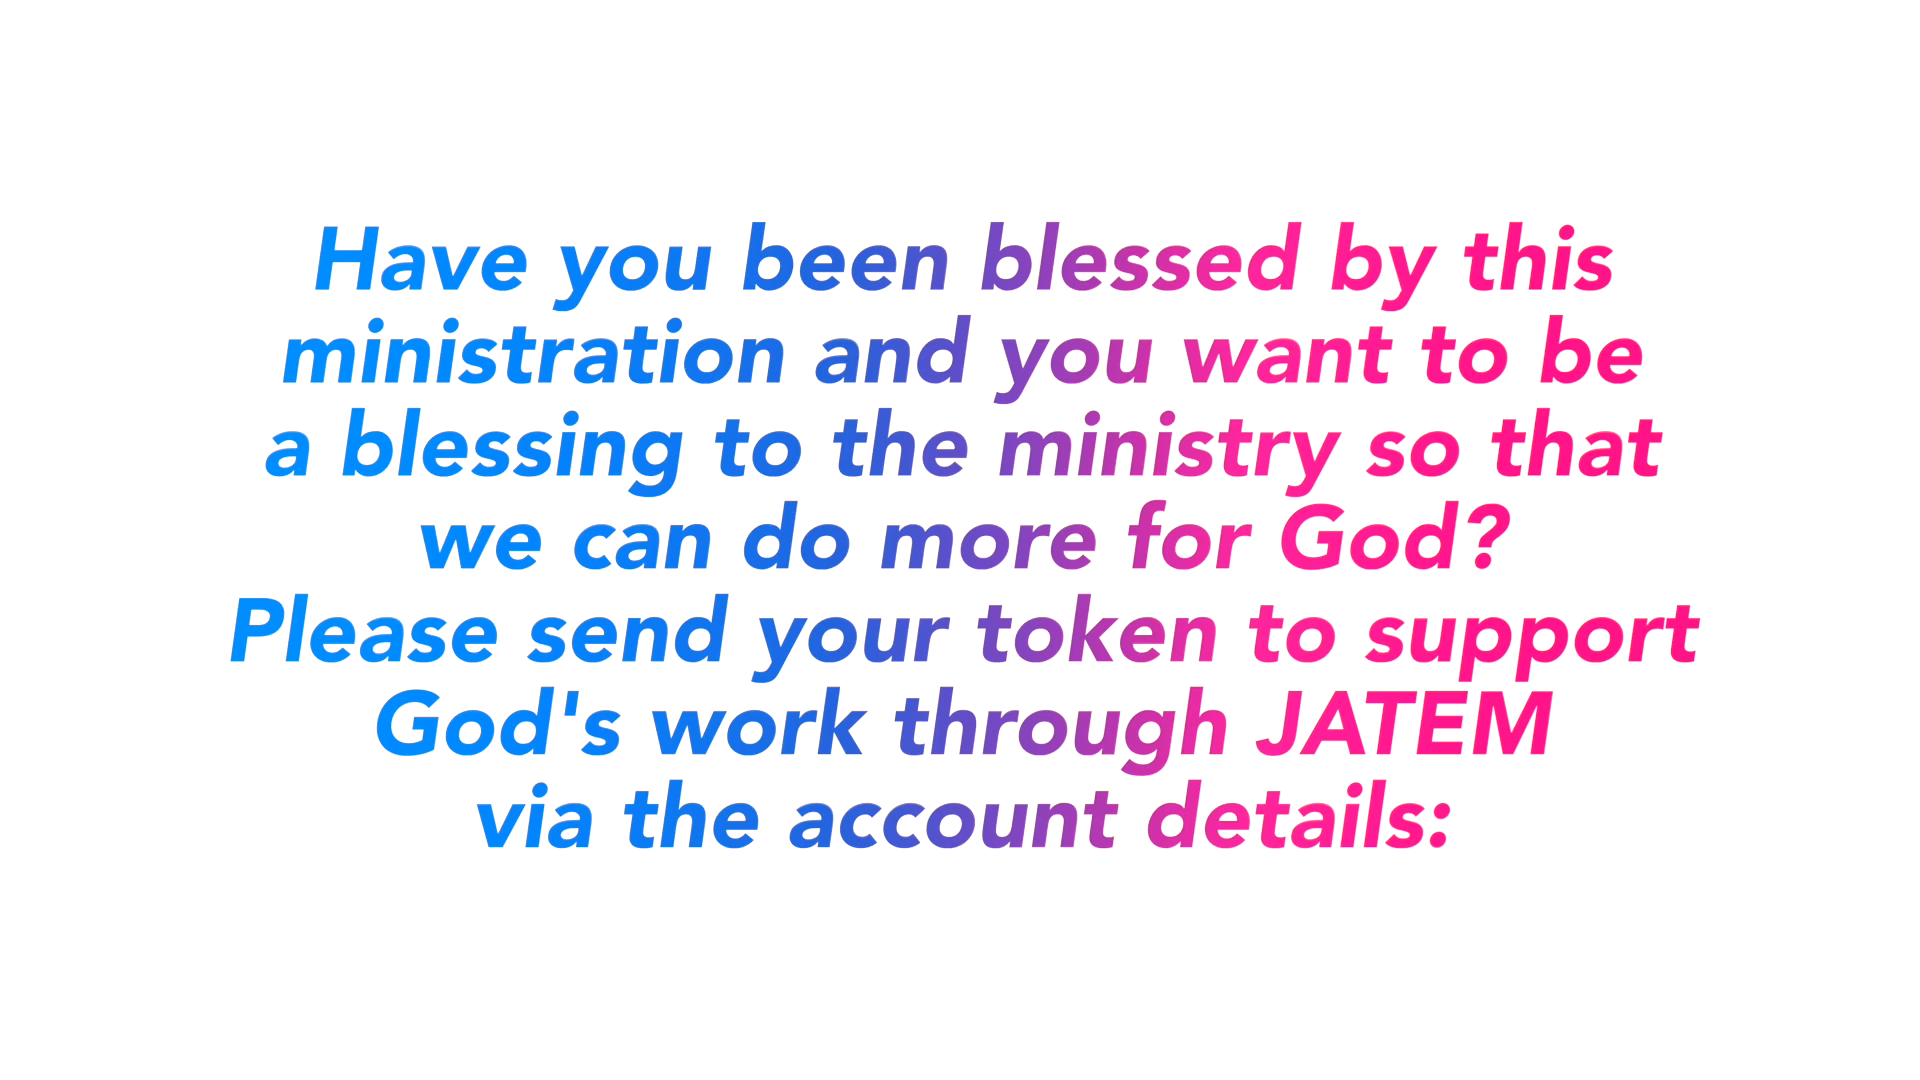 Have you been blessed by this
ministration and you want to be
a blessing to the ministry so that
we can do more for God?
Please send your token to support
God's work through JATEM
via the account details: